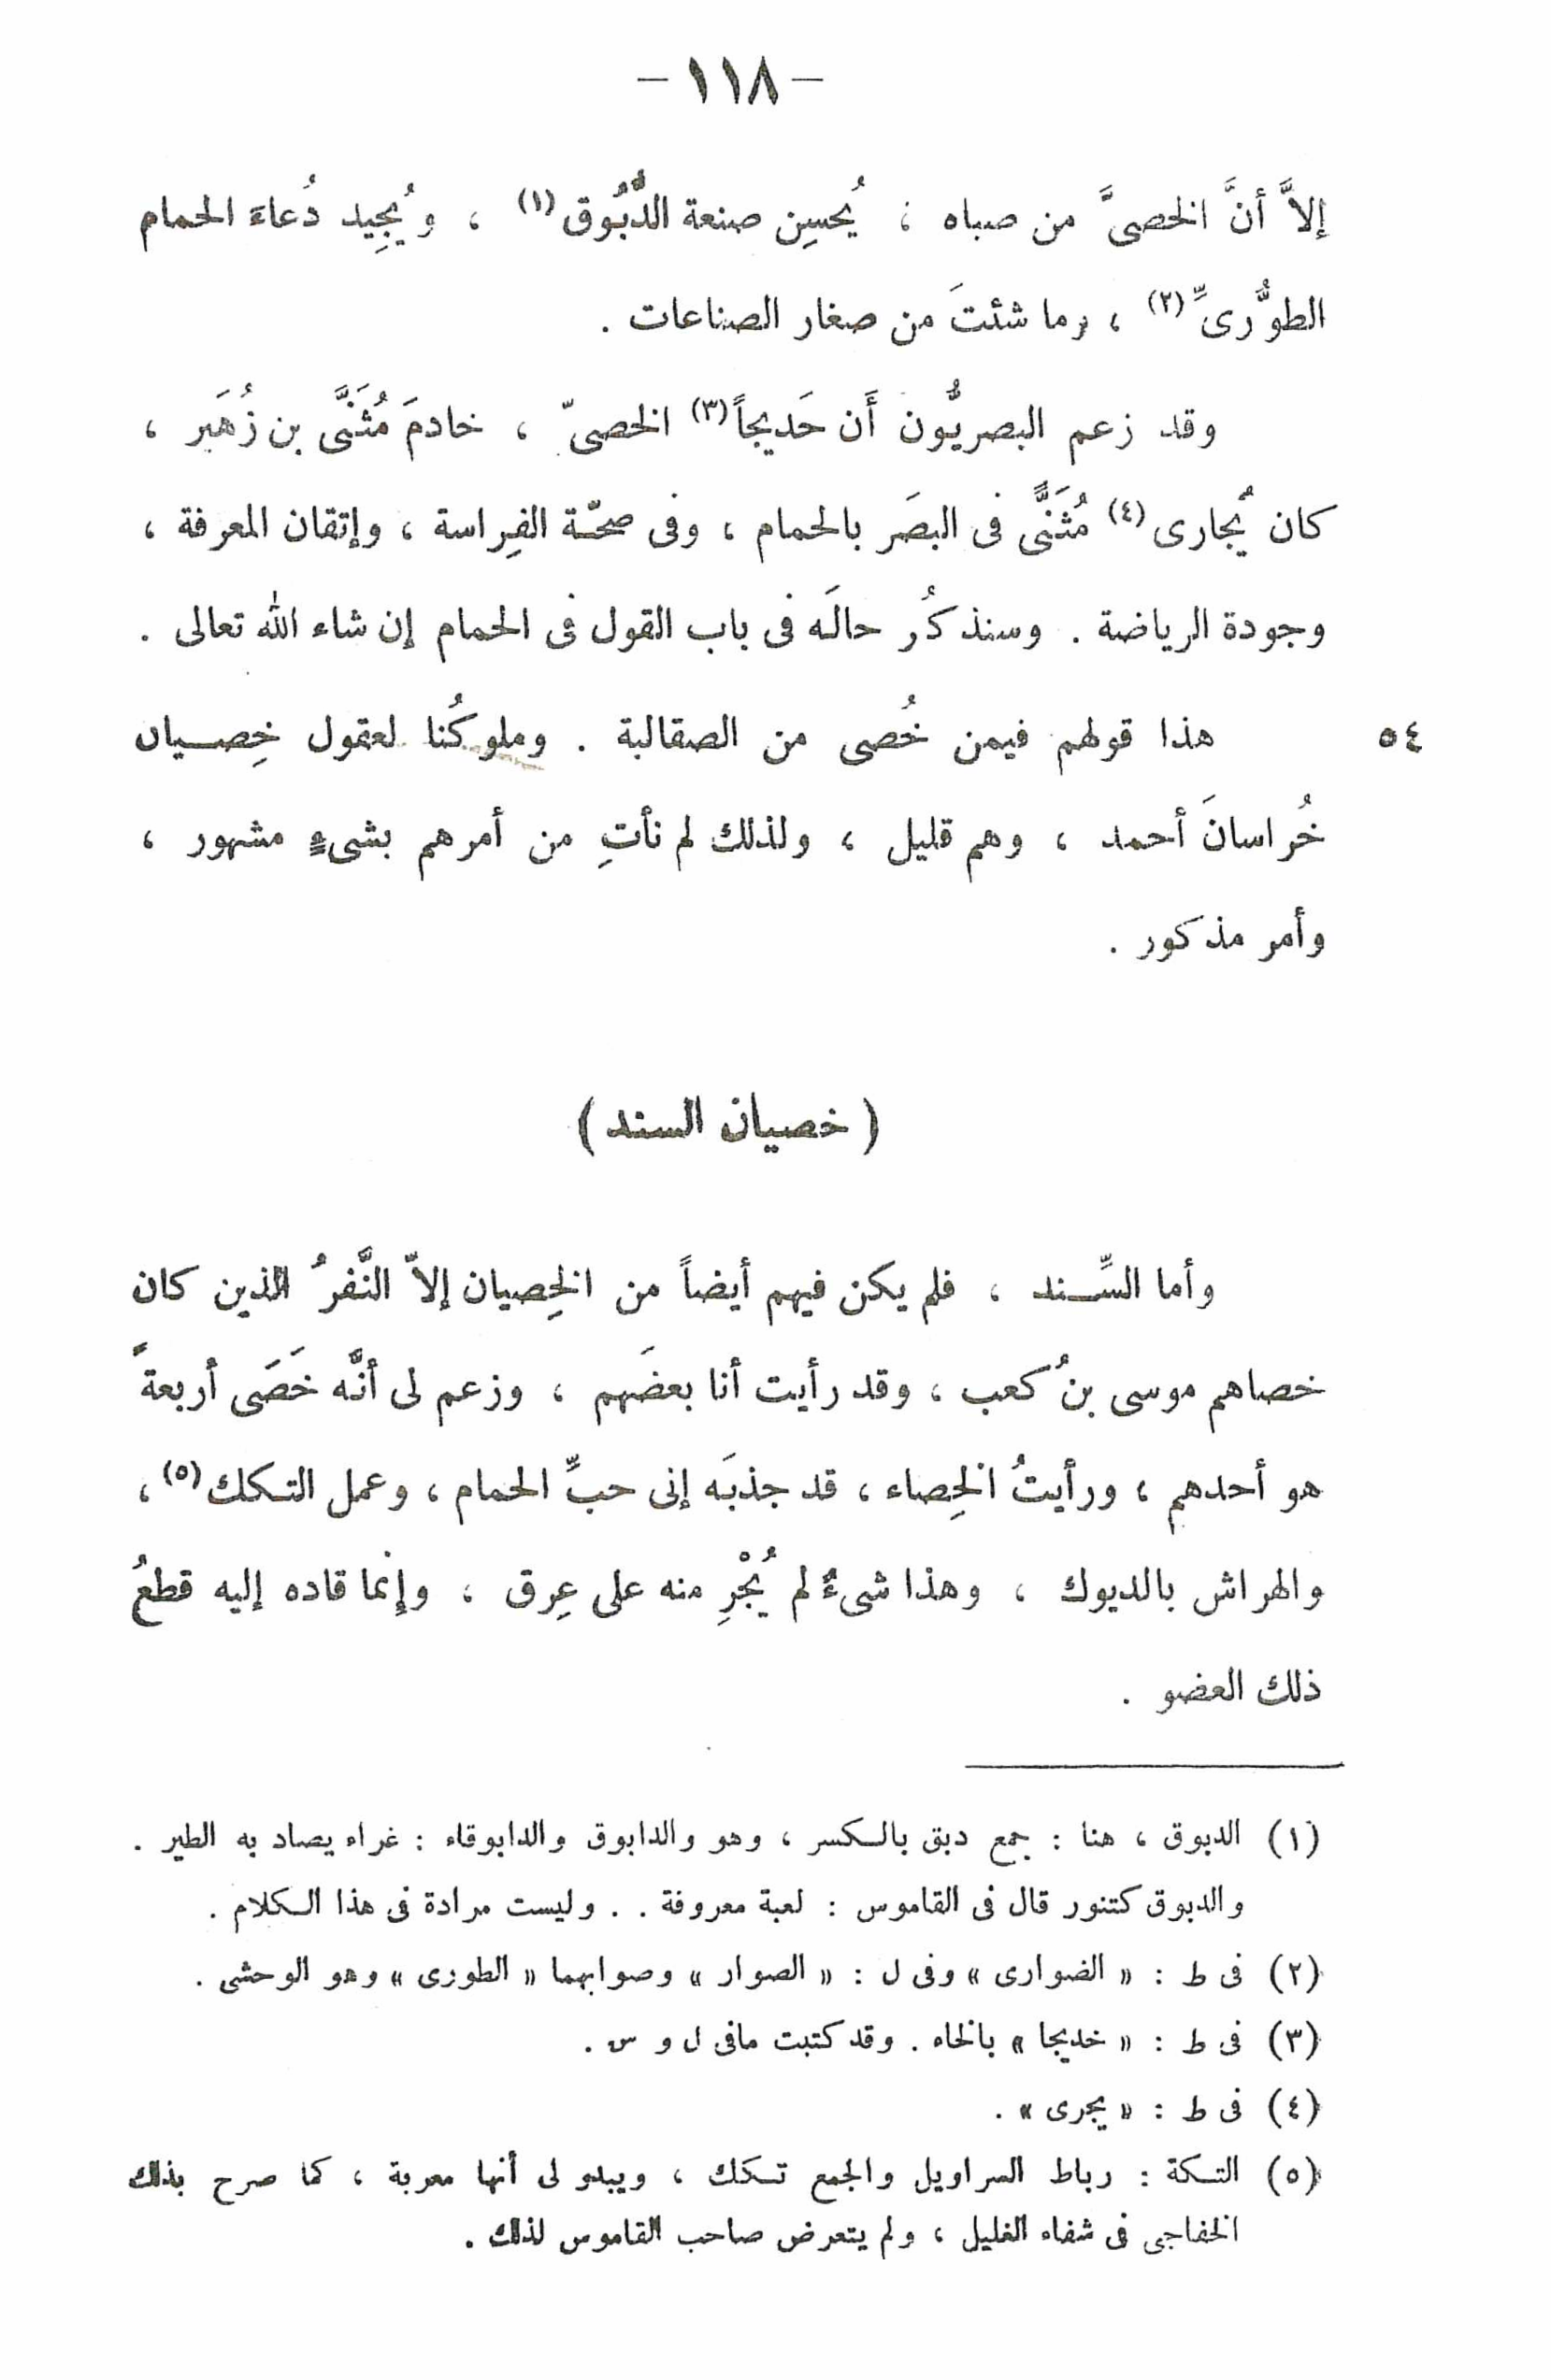 – ١١٨ –
إلاَّ أنَّ الخصىَّ من صباه ، يُحسِن صنعة الدُّبُوق(١) ، ويُجِيد دُعاءَ الحمام
الطوُّرىِّ(٢) ، وما شئتَ من صغار الصناعات .
وقد زعم البصريُّون أَن حَديجاً(٣) الخصىّ ، خادمَ مُثَنًّى بن زُهَير ،
كان يُجارى(٤) مُثَنًّى فى البصَر بالحمام ، وفى صحّة الفِراسة ، وإتقان المعرفة ،
وجودة الرياضة . وسنذكُر حالَه فى باب القول فى الحمام إن شاء الله تعالى .
٥٤ هذا قولهم فيمن خُصى من الصقالبة . وملوكُنا لعقول خِصيان
خُراسانَ أحمد ، وهم قليل ، ولذلك لم نأتِ من أمرهم بشىءٍ مشهور ،
وأمر مذكور .
( خصيان السند )
وأما السِّند ، فلم يكن فيهم أيضاً من الخِصيان إلاّ النَّفرُ الذين كان
خصاهم موسى بنُ كعب ، وقد رأيت أنا بعضَهم ، وزعم لى أنَّه خَصَى أربعةً
هو أحدهم ، ورأيتُ الخِصاء ، قد جذبَه إلى حبِّ الحمام ، وعمل التكك(٥) ،
والهراش بالديوك ، وهذا شىءٌ لم يُجْرِ منه على عِرق ، وإنما قاده إليه قطعُ
ذلك العضو .
(١) الدبوق ، هنا : جمع دبق بالكسر ، وهو والدابوق والدابوقاء : غراء يصاد به الطير .
والدبوق كتنور قال فى القاموس : لعبة معروفة . . وليست مرادة فى هذا الكلام .
(٢) فى ط : « الضوارى » وفى ل : « الصوار » وصوابهما « الطورى » وهو الوحشى .
(٣) فى ط : « خديجا » بالخاء . وقد كتبت مافى ل و س .
(٤) فى ط : « يجرى » .
(٥) التكة : رباط السراويل والجمع تكك ، ويبدو لى أنها معربة ، كما صرح بذلك
الخفاجى فى شفاء الغليل ، ولم يتعرض صاحب القاموس لذلك .